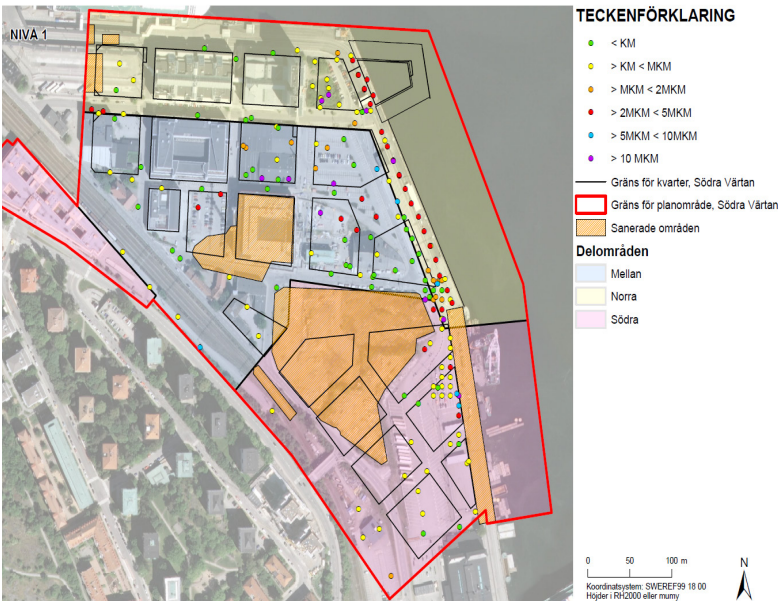 NIVÅ 1
TECKENFÖRKLARING
< KM
> KM < MKM
> MKM < 2MKM
> 2MKM < 5MKM
> 5MKM < 10MKM
> 10 MKM
Gräns för kvarter, Södra Värtan
Gräns för planområde, Södra Värtan
Sanerade områden
Delområden
Mellan
Norra
Södra
0 50 100 m
Koordinatsystem: SWEREF99 18 00
Höjder i RH2000 eller mumy
N